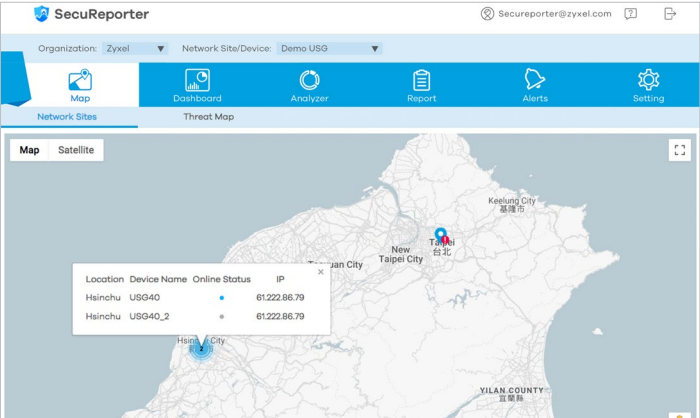 SecuReporter
Secureporter@zyxel.com
Organization: Zyxel Network Site/Device: Demo USG
Map Dashboard Analyzer Report Alerts Setting
Network Sites Threat Map
Map Satellite
Keelung City
基隆市
Taipei
台北
New
Taipei City
City
Location Device Name Online Status IP
Hsinchu USG40 61.222.86.79
Hsinchu USG40_2 61.222.86.79
City
2
YILAN COUNTY
宜蘭縣